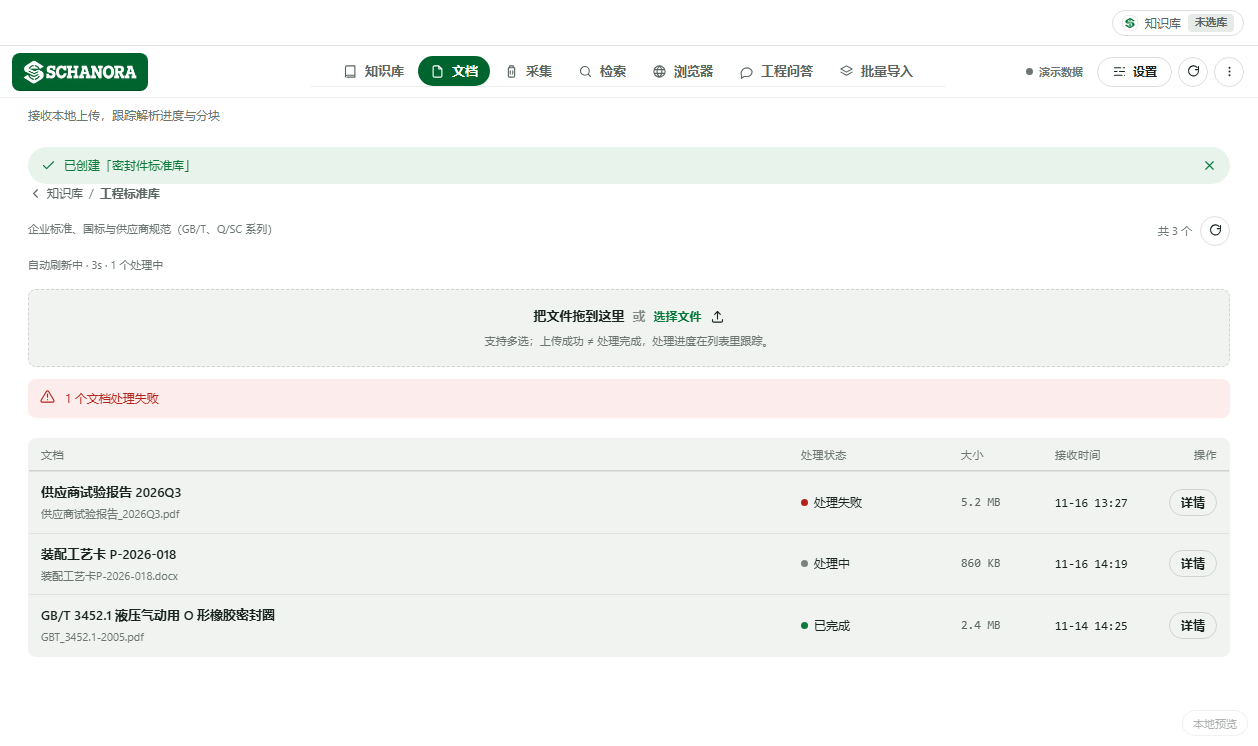 知识库 未选库
SCHANORA 知识库 文档 采集 检索 浏览器 工程问答 批量导入 演示数据 设置
接收本地上传，跟踪解析进度与分块
已创建「密封件标准库」
知识库 / 工程标准库
企业标准、国标与供应商规范（GB/T、Q/SC 系列） 共 3 个
自动刷新中 · 3s · 1 个处理中
把文件拖到这里 或 选择文件
支持多选；上传成功 ≠ 处理完成，处理进度在列表里跟踪。
1 个文档处理失败
文档 处理状态 大小 接收时间 操作
供应商试验报告 2026Q3
供应商试验报告_2026Q3.pdf
处理失败 5.2 MB 11-16 13:27 详情
装配工艺卡 P-2026-018
装配工艺卡P-2026-018.docx
处理中 860 KB 11-16 14:19 详情
GB/T 3452.1 液压气动用 O 形橡胶密封圈
GBT_3452.1-2005.pdf
已完成 2.4 MB 11-14 14:25 详情
本地预览